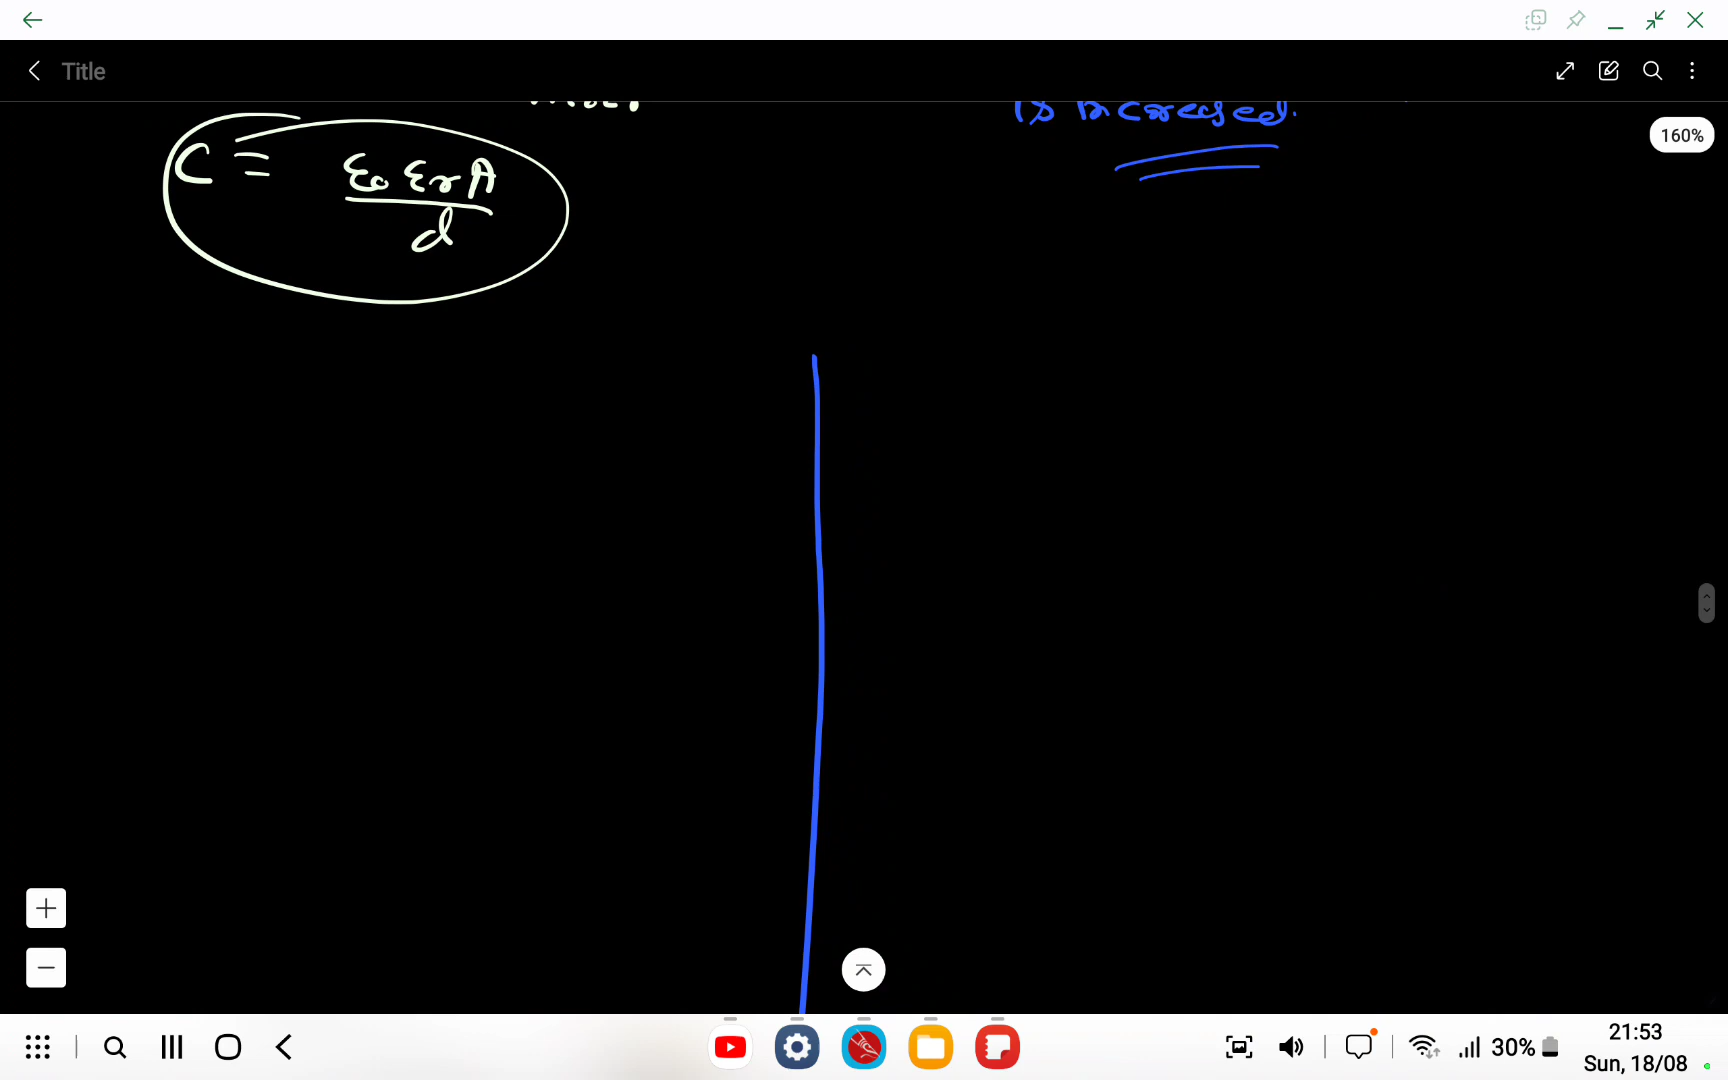 Title
is increased.
160%
C = ε₀ εr A
d
30%
21:53
Sun, 18/08